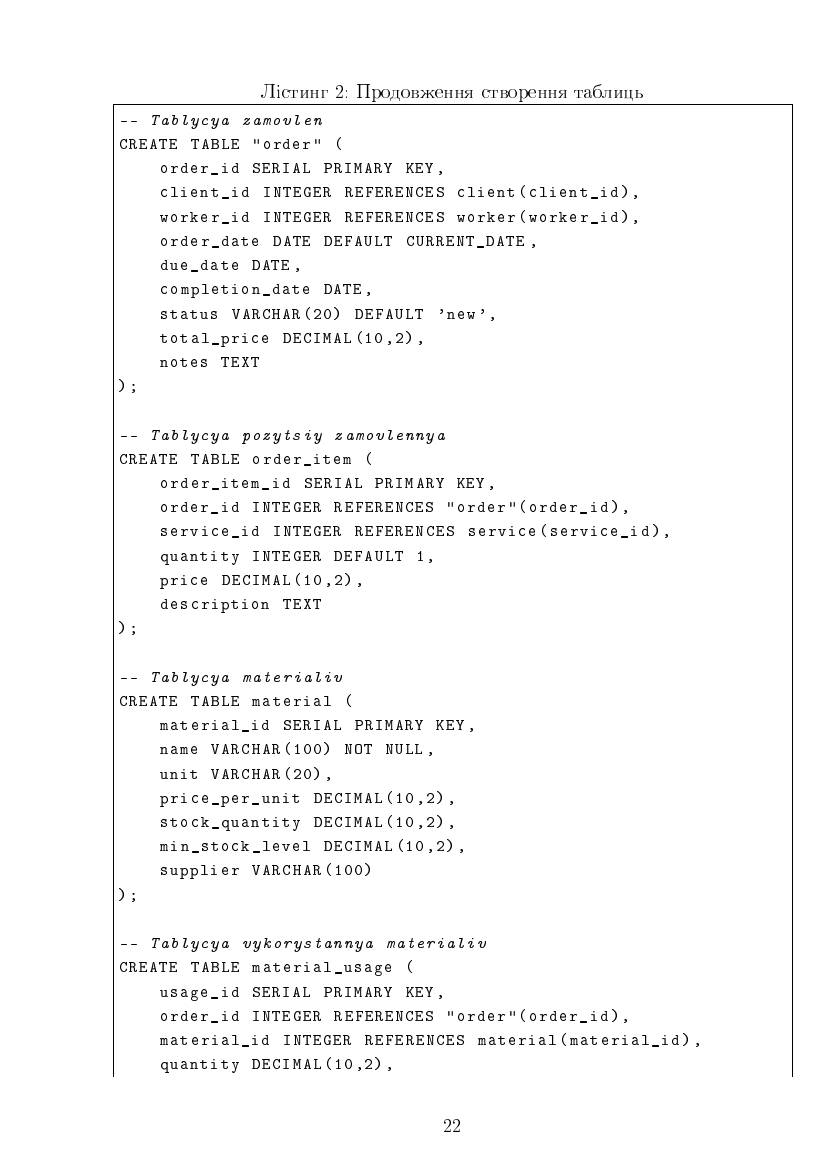 Лістинг 2: Продовження створення таблиць
-- Tablycya zamovlen
CREATE TABLE "order" (
    order_id SERIAL PRIMARY KEY,
    client_id INTEGER REFERENCES client(client_id),
    worker_id INTEGER REFERENCES worker(worker_id),
    order_date DATE DEFAULT CURRENT_DATE,
    due_date DATE,
    completion_date DATE,
    status VARCHAR(20) DEFAULT 'new',
    total_price DECIMAL(10,2),
    notes TEXT
);

-- Tablycya pozytsiy zamovlennya
CREATE TABLE order_item (
    order_item_id SERIAL PRIMARY KEY,
    order_id INTEGER REFERENCES "order"(order_id),
    service_id INTEGER REFERENCES service(service_id),
    quantity INTEGER DEFAULT 1,
    price DECIMAL(10,2),
    description TEXT
);

-- Tablycya materialiv
CREATE TABLE material (
    material_id SERIAL PRIMARY KEY,
    name VARCHAR(100) NOT NULL,
    unit VARCHAR(20),
    price_per_unit DECIMAL(10,2),
    stock_quantity DECIMAL(10,2),
    min_stock_level DECIMAL(10,2),
    supplier VARCHAR(100)
);

-- Tablycya vykorystannya materialiv
CREATE TABLE material_usage (
    usage_id SERIAL PRIMARY KEY,
    order_id INTEGER REFERENCES "order"(order_id),
    material_id INTEGER REFERENCES material(material_id),
    quantity DECIMAL(10,2),
22